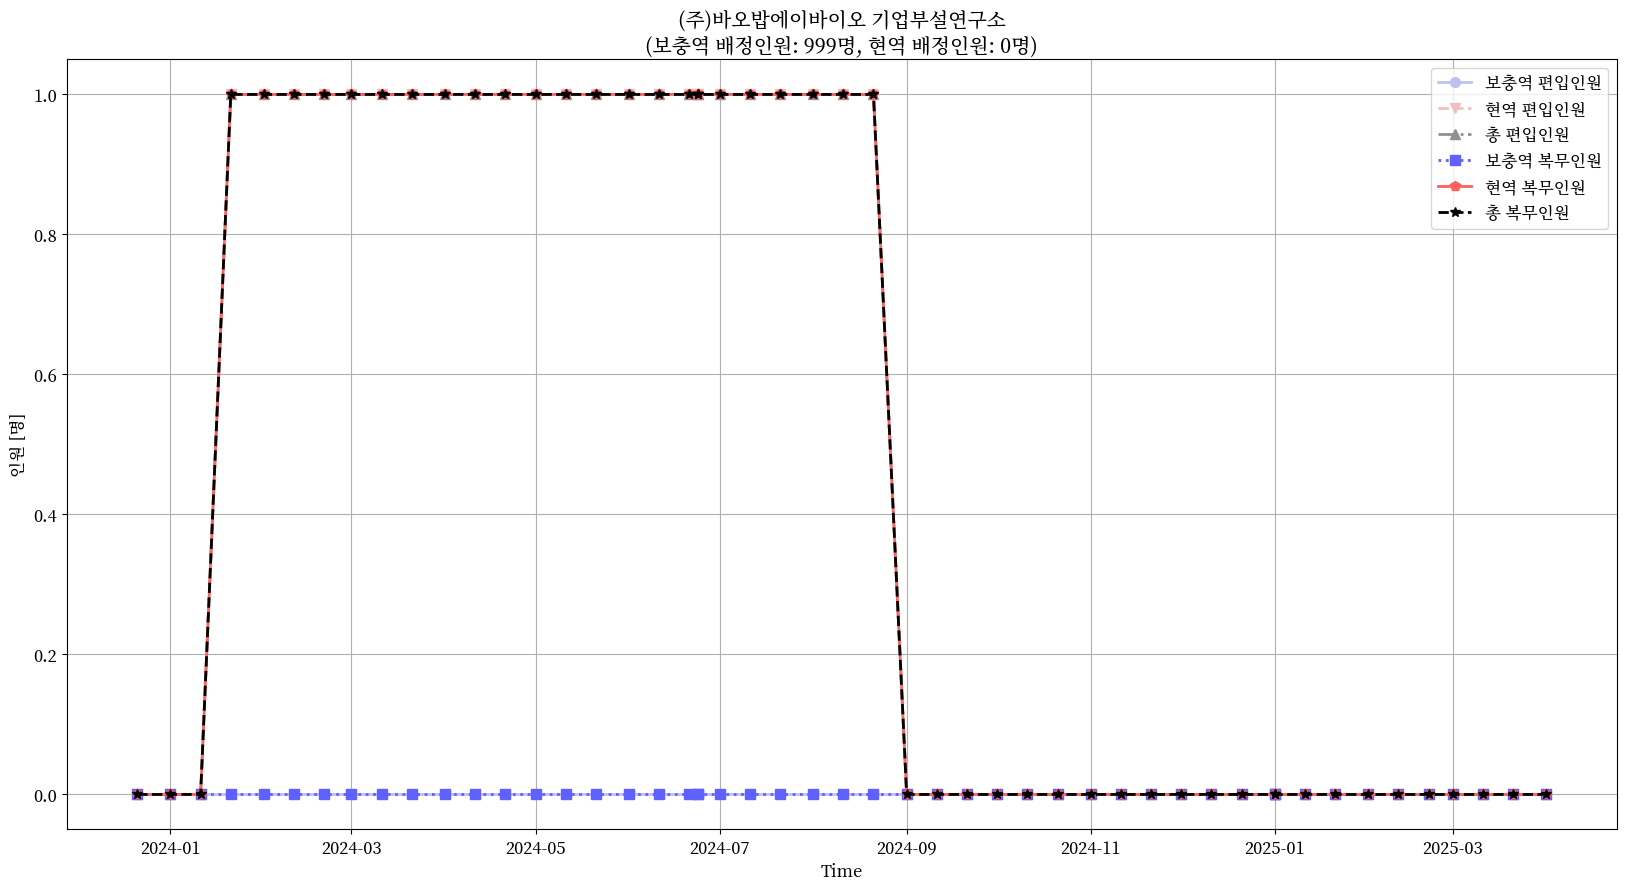 (주)바오밥에이바이오 기업부설연구소
(보충역 배정인원: 999명, 현역 배정인원: 0명)
1.0
0.8
0.6
0.4
0.2
0.0
인원 [명]
보충역 편입인원
현역 편입인원
총 편입인원
보충역 복무인원
현역 복무인원
총 복무인원
2024-01 2024-03 2024-05 2024-07 2024-09 2024-11 2025-01 2025-03
Time